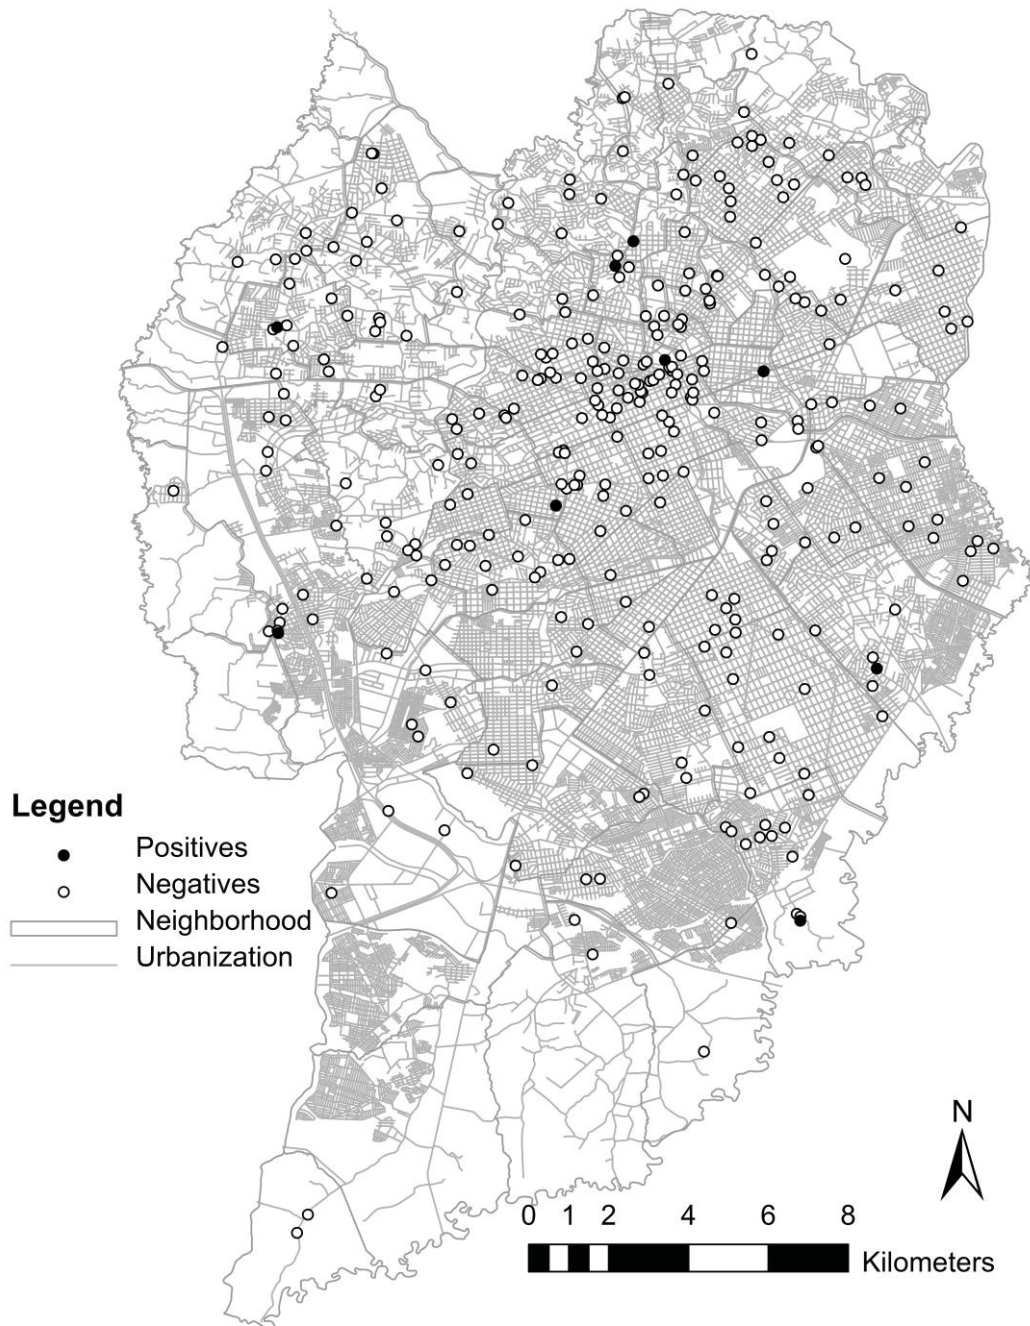 Legend
Positives
Negatives
Neighborhood
Urbanization
N
0 1 2 4 6 8
Kilometers